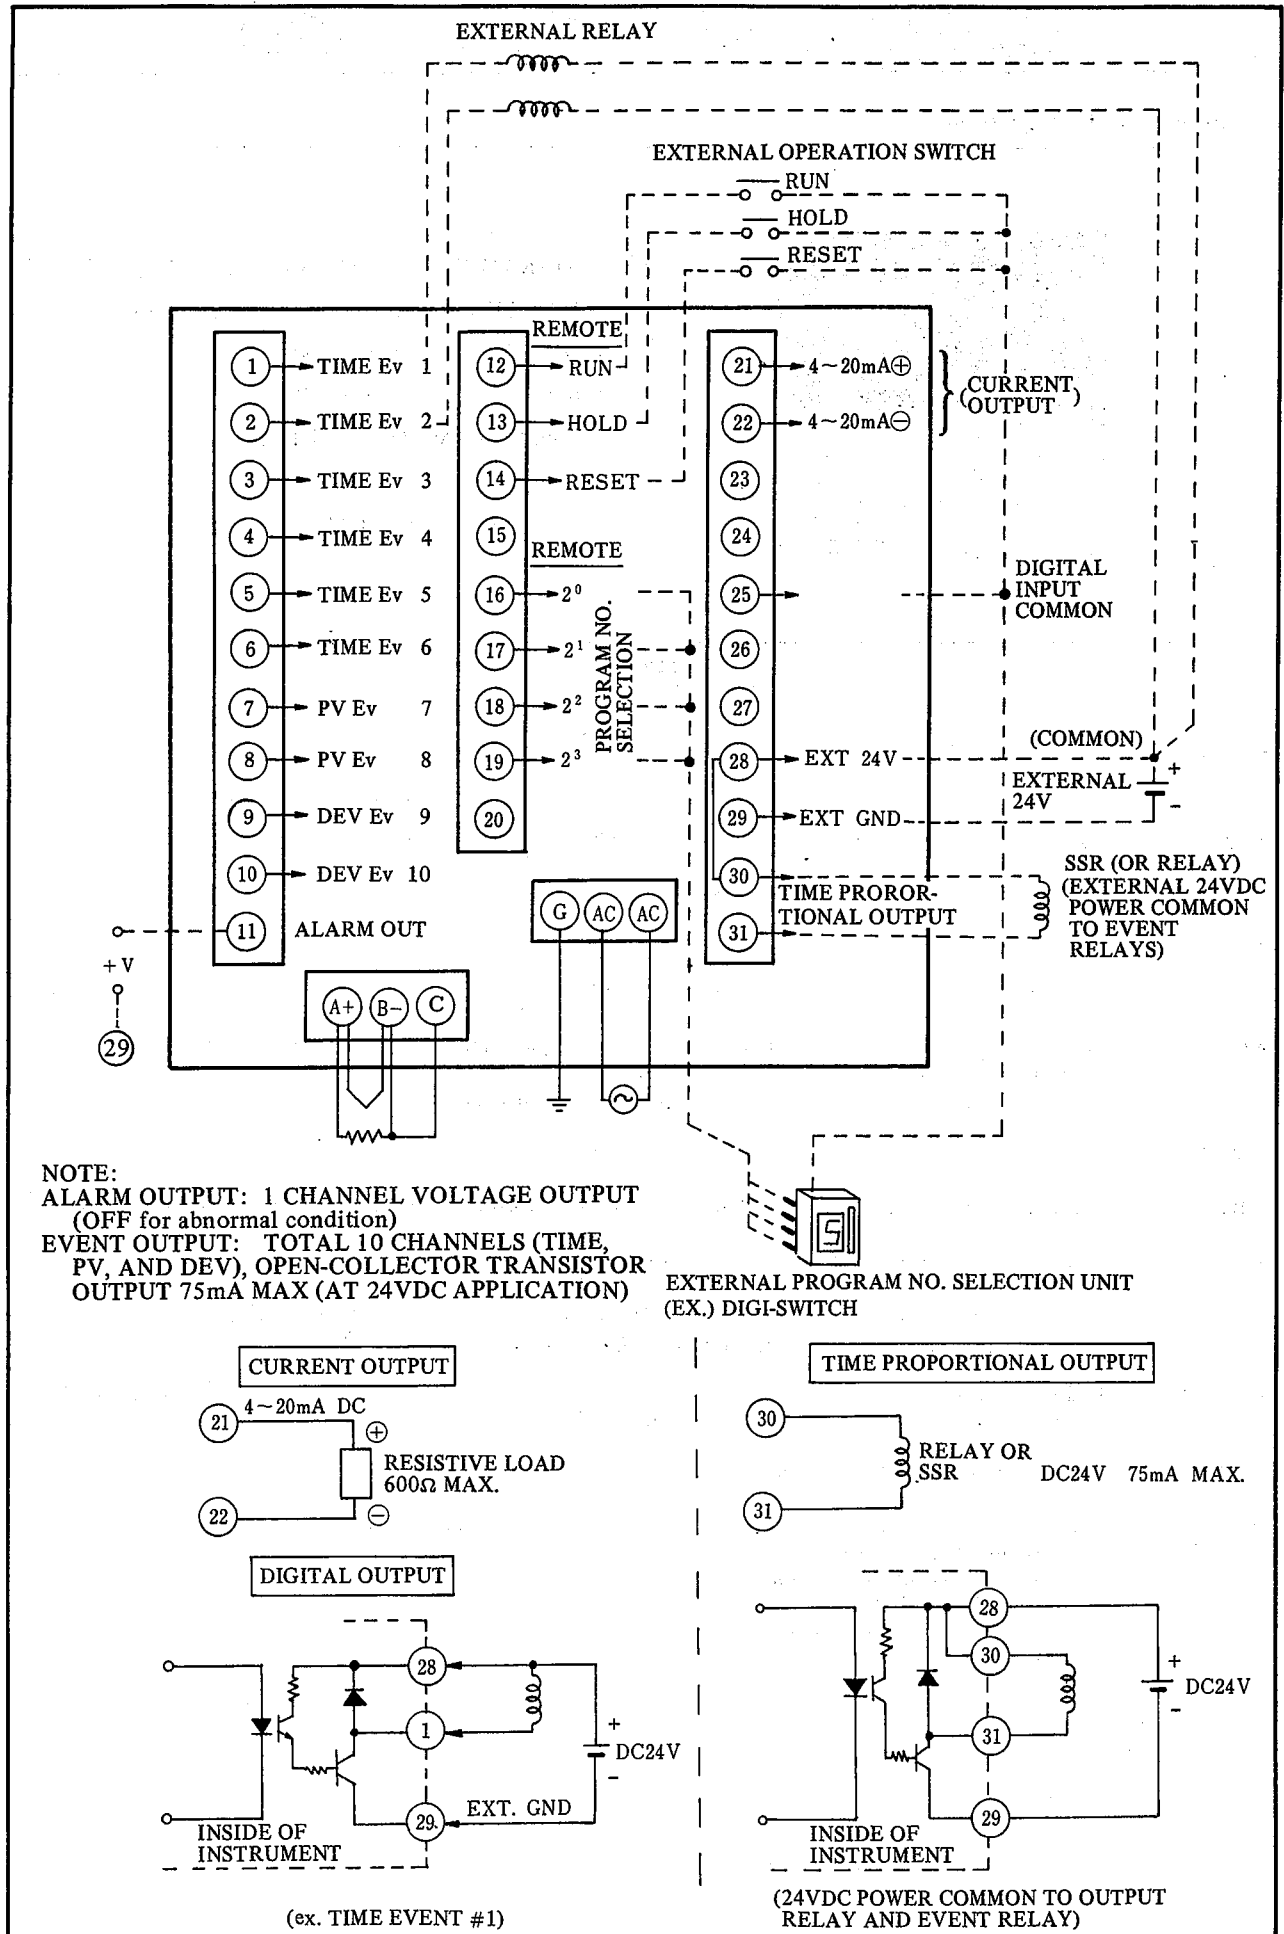 EXTERNAL RELAY
EXTERNAL OPERATION SWITCH
RUN
HOLD
RESET
1 TIME Ev 1
2 TIME Ev 2
3 TIME Ev 3
4 TIME Ev 4
5 TIME Ev 5
6 TIME Ev 6
7 PV Ev 7
8 PV Ev 8
9 DEV Ev 9
10 DEV Ev 10
11 ALARM OUT
+V
29
REMOTE
12 RUN
13 HOLD
14 RESET
15
REMOTE
16 2⁰
17 2¹
18 2²
19 2³
20
PROGRAM NO.
SELECTION
21 4~20mA⊕
22 4~20mA⊖
(CURRENT
OUTPUT)
23
24
25
DIGITAL
INPUT
COMMON
26
27
28 EXT 24V
(COMMON)
29 EXT GND
EXTERNAL
24V
+
-
30
31
TIME PROROR-
TIONAL OUTPUT
SSR (OR RELAY)
(EXTERNAL 24VDC
POWER COMMON
TO EVENT
RELAYS)
G AC AC
A+ B- C
NOTE:
ALARM OUTPUT: 1 CHANNEL VOLTAGE OUTPUT
(OFF for abnormal condition)
EVENT OUTPUT: TOTAL 10 CHANNELS (TIME,
PV, AND DEV), OPEN-COLLECTOR TRANSISTOR
OUTPUT 75mA MAX (AT 24VDC APPLICATION)
5
EXTERNAL PROGRAM NO. SELECTION UNIT
(EX.) DIGI-SWITCH
CURRENT OUTPUT
21 4~20mA DC
⊕
RESISTIVE LOAD
600Ω MAX.
22 ⊖
TIME PROPORTIONAL OUTPUT
30
RELAY OR
SSR DC24V 75mA MAX.
31
DIGITAL OUTPUT
28
1
+
DC24V
-
29. EXT. GND
INSIDE OF
INSTRUMENT
(ex. TIME EVENT #1)
28
30
+
DC24V
-
31
29
INSIDE OF
INSTRUMENT
(24VDC POWER COMMON TO OUTPUT
RELAY AND EVENT RELAY)